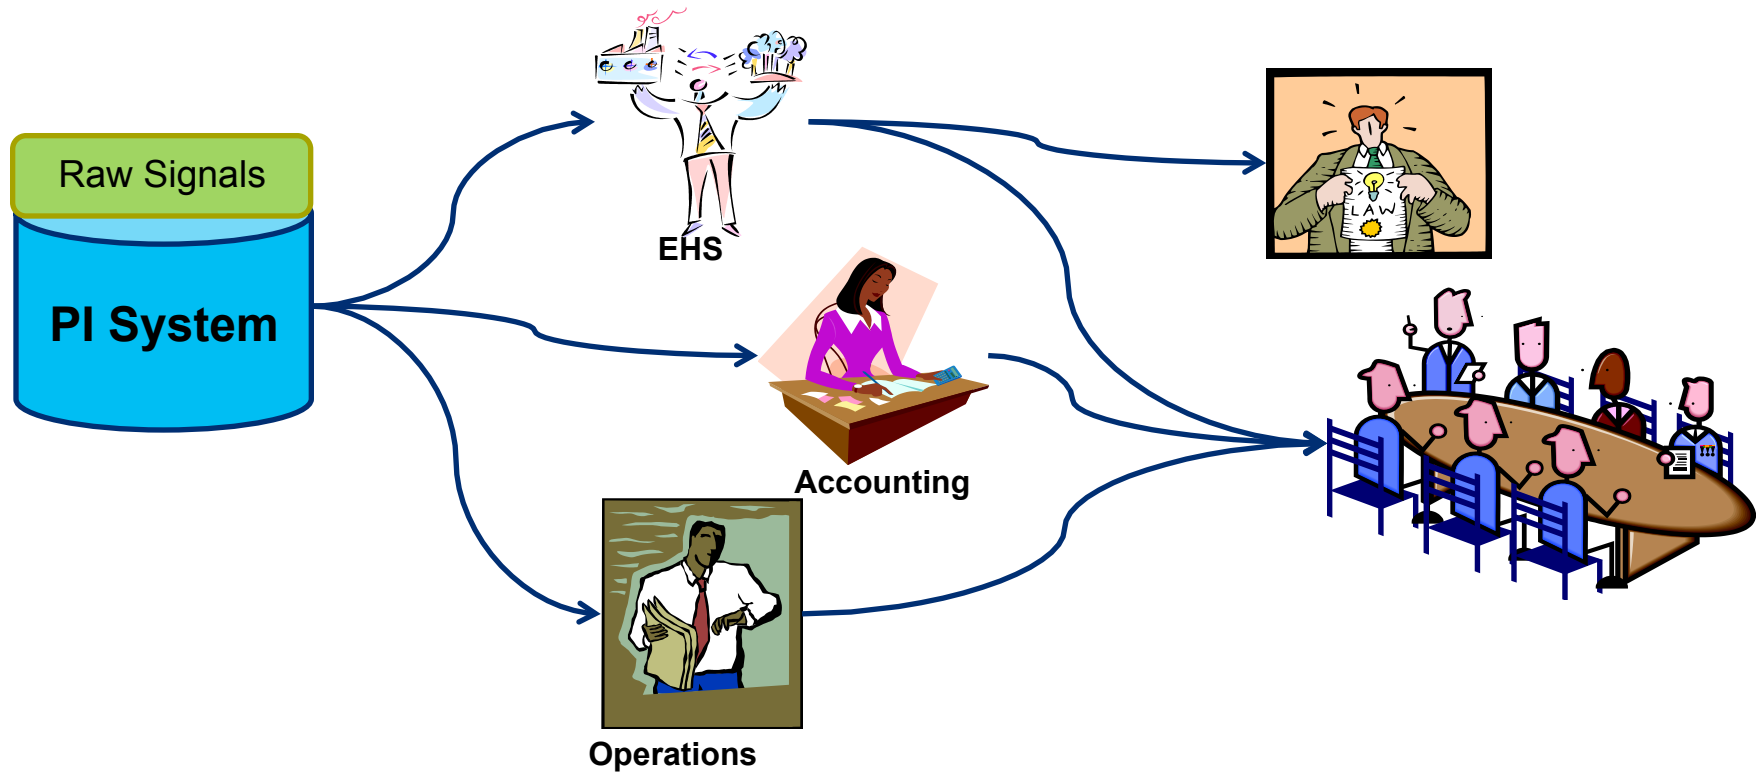 Raw Signals
PI System
EHS
LAW
Accounting
Operations